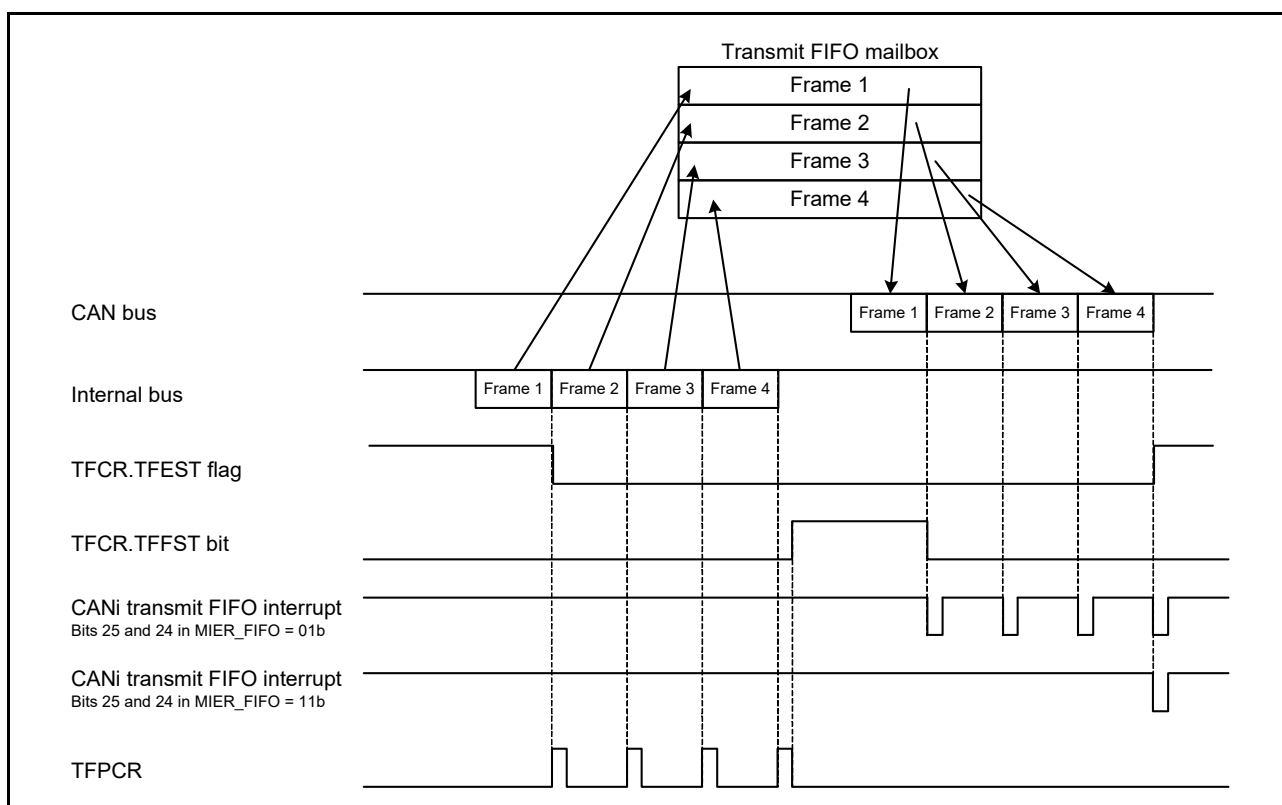 Transmit FIFO mailbox
Frame 1
Frame 2
Frame 3
Frame 4
CAN bus
Frame 1 Frame 2 Frame 3 Frame 4
Internal bus
Frame 1 Frame 2 Frame 3 Frame 4
TFCR.TFEST flag
TFCR.TFFST bit
CANi transmit FIFO interrupt
Bits 25 and 24 in MIER_FIFO = 01b
CANi transmit FIFO interrupt
Bits 25 and 24 in MIER_FIFO = 11b
TFPCR